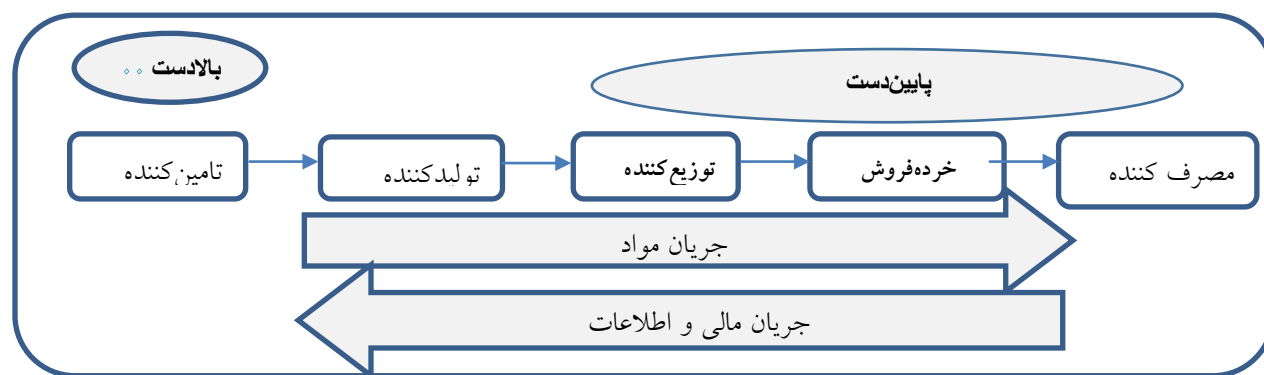 بالادست
پایین‌دست
تامین‌کننده
تولیدکننده
توزیع‌کننده
خرده‌فروش
مصرف کننده
جریان مواد
جریان مالی و اطلاعات